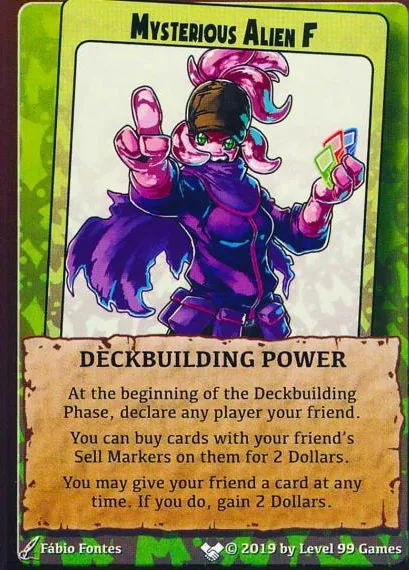 Mysterious Alien F
DECKBUILDING POWER
At the beginning of the Deckbuilding
Phase, declare any player your friend.
You can buy cards with your friend's
Sell Markers on them for 2 Dollars.
You may give your friend a card at any
time. If you do, gain 2 Dollars.
Fábio Fontes
© 2019 by Level 99 Games